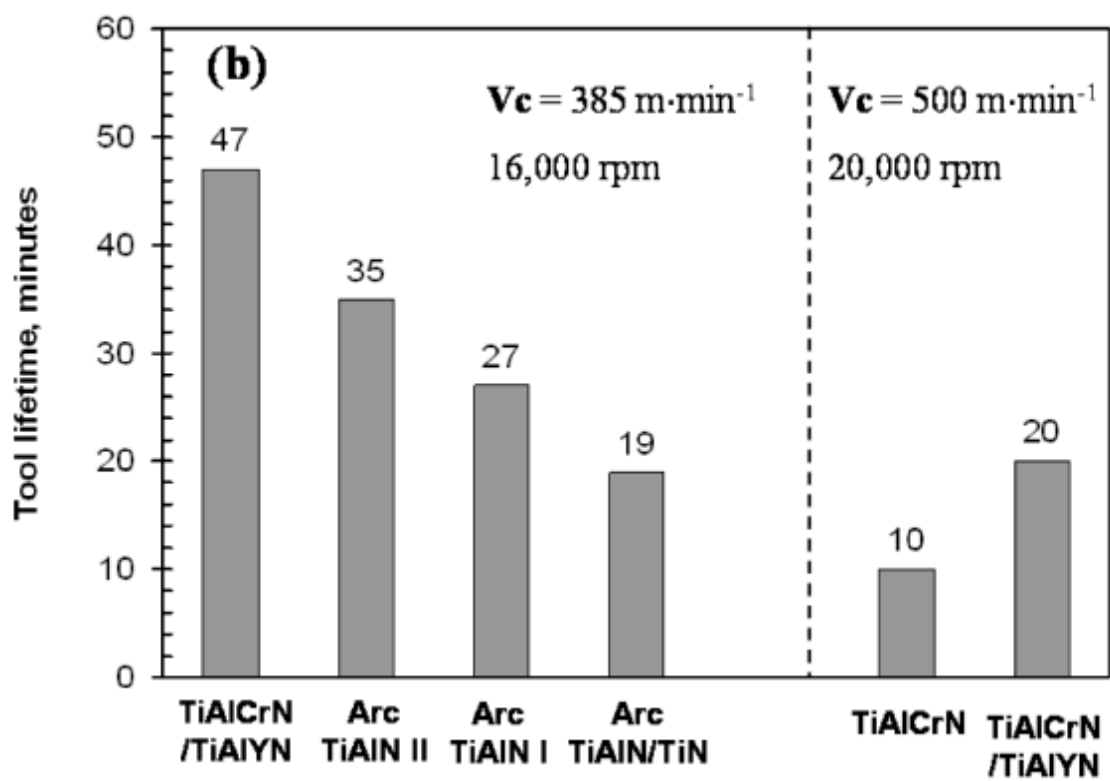 (b)
Vc = 385 m·min⁻¹
16,000 rpm
Vc = 500 m·min⁻¹
20,000 rpm
Tool lifetime, minutes
60
50
40
30
20
10
0
47
35
27
19
10
20
TiAlCrN
/TiAlYN
Arc
TiAlN II
Arc
TiAlN I
Arc
TiAlN/TiN
TiAlCrN
TiAlCrN
/TiAlYN